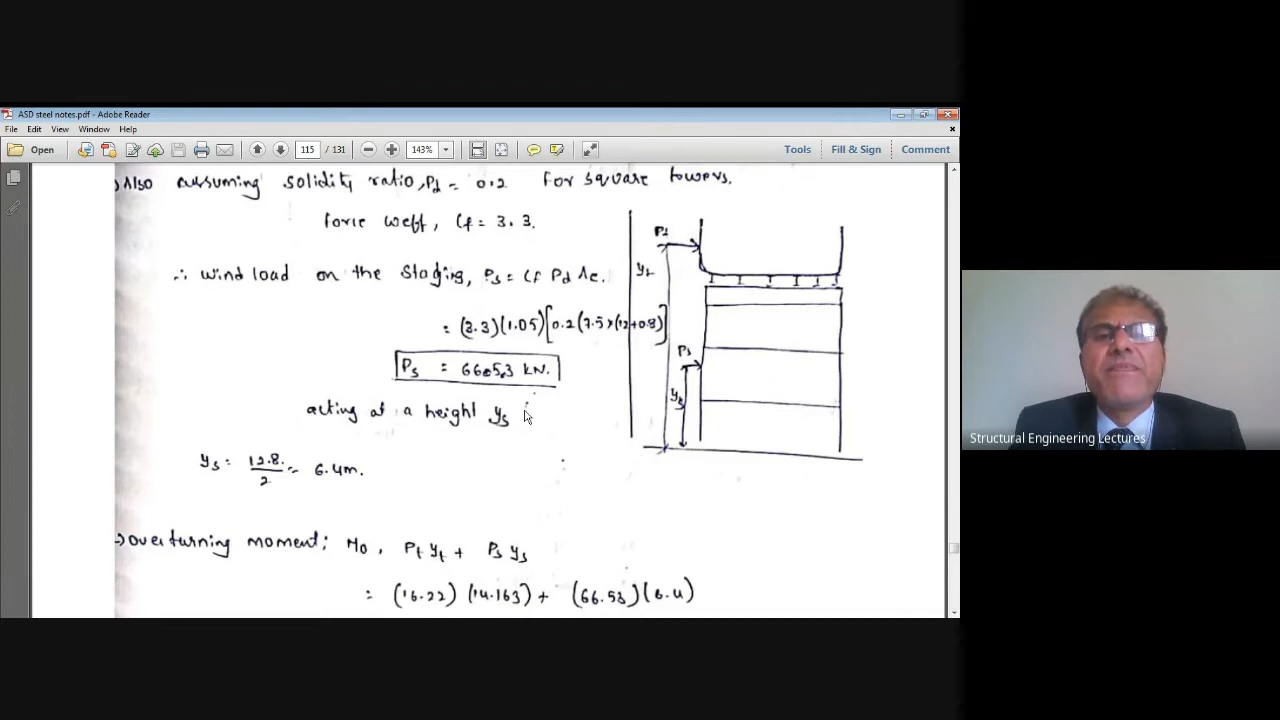 ASD steel notes.pdf - Adobe Reader
File Edit View Window Help
Open 115 / 131 143% Tools Fill & Sign Comment
Also assuming solidity ratio, Pd = 0.2 for square towers.
force coeff, Cf = 3.3.
∴ wind load on the staging, Ps = Cf Pd Ae.
= (3.3)(1.05)[0.2(7.5×(12+0.8)]
Ps = 66.53 kN.
acting at a height ys
ys = 12.8/2 = 6.4m.
→ overturning moment; Mo, Pt yt + Ps ys
= (16.22) (14.163) + (66.53)(6.4)
Pt
yt
Ps
ys
Structural Engineering Lectures